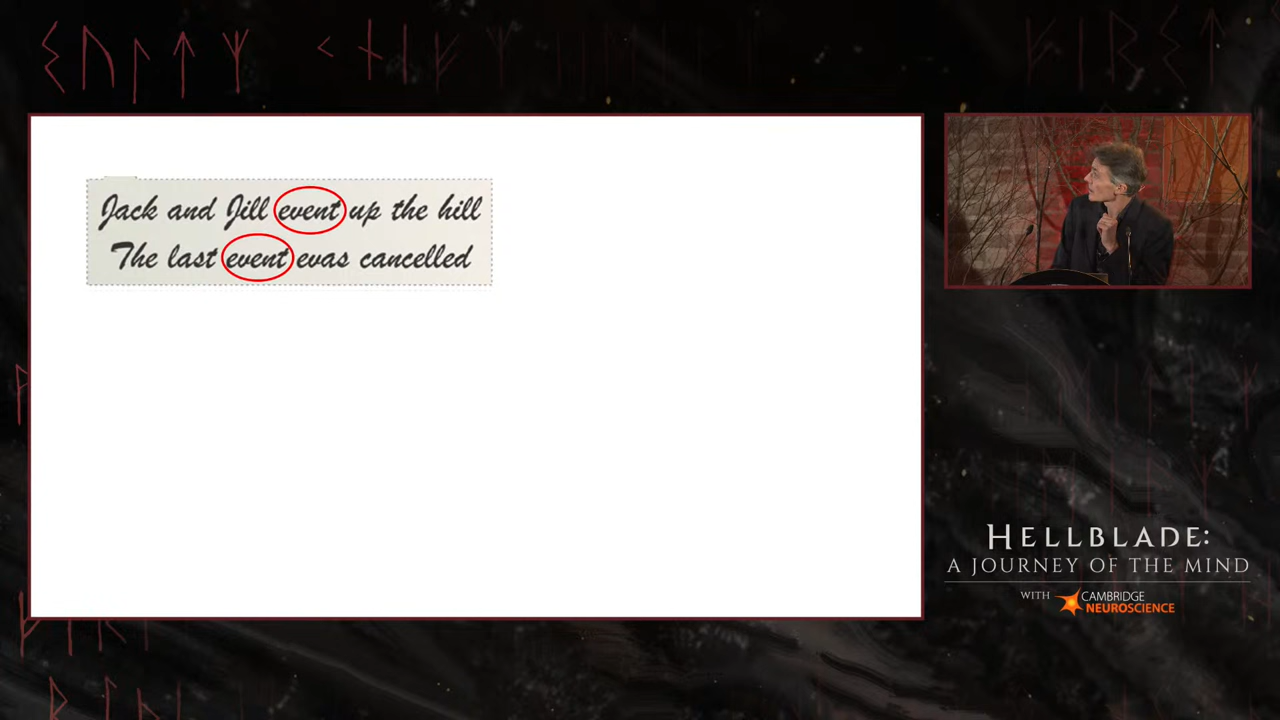 Jack and Jill event up the hill
The last event evas cancelled
HELLBLADE:
A JOURNEY OF THE MIND
WITH CAMBRIDGE NEUROSCIENCE